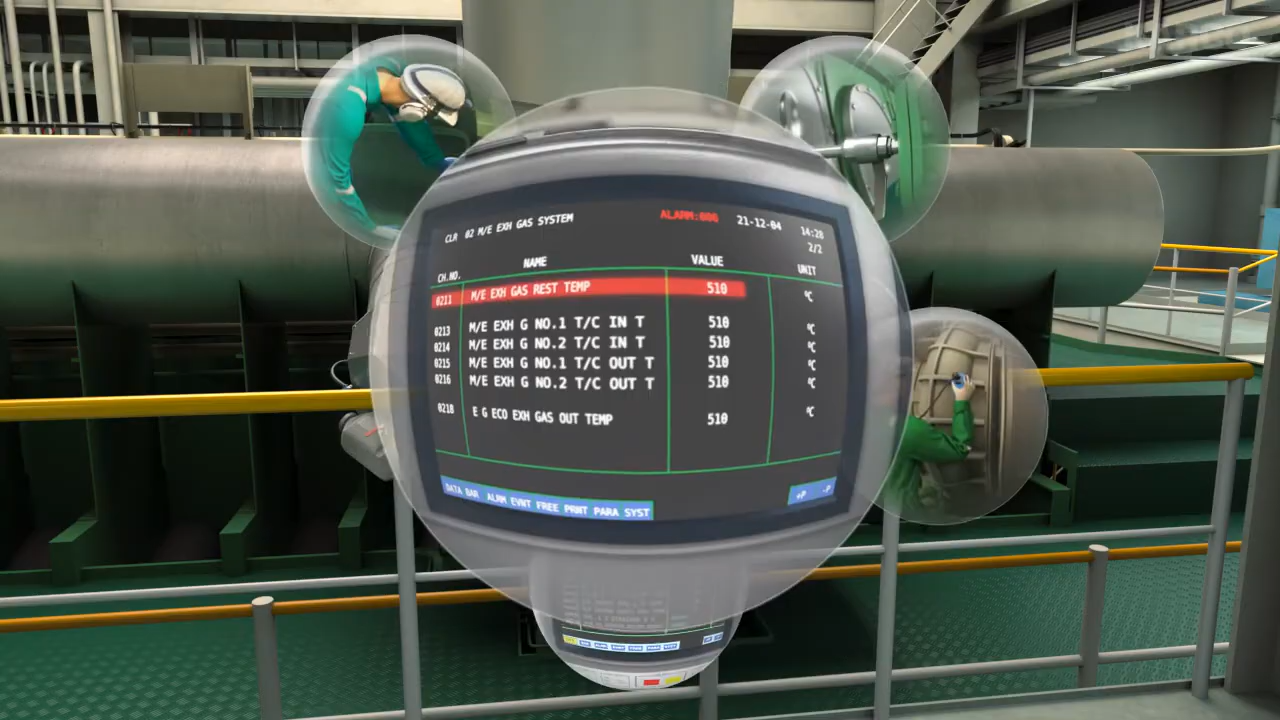 CLR 02 M/E EXH GAS SYSTEM ALARM:006 21-12-04 14:28
2/2
CH.NO. NAME VALUE UNIT
0211 M/E EXH GAS REST TEMP 510 ℃
0213 M/E EXH G NO.1 T/C IN T 510 ℃
0214 M/E EXH G NO.2 T/C IN T 510 ℃
0215 M/E EXH G NO.1 T/C OUT T 510 ℃
0216 M/E EXH G NO.2 T/C OUT T 510 ℃
0218 E G ECO EXH GAS OUT TEMP 510 ℃
DATA BAR ALRM EVNT FREE PRNT PARA SYST +P -P